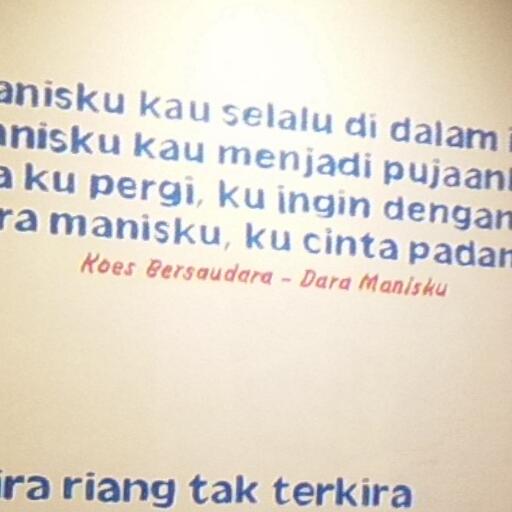 anisku kau selalu di dalam
anisku kau menjadi pujaan
a ku pergi, ku ingin dengan
ra manisku, ku cinta padam
Koes Bersaudara - Dara Manisku
ira riang tak terkira